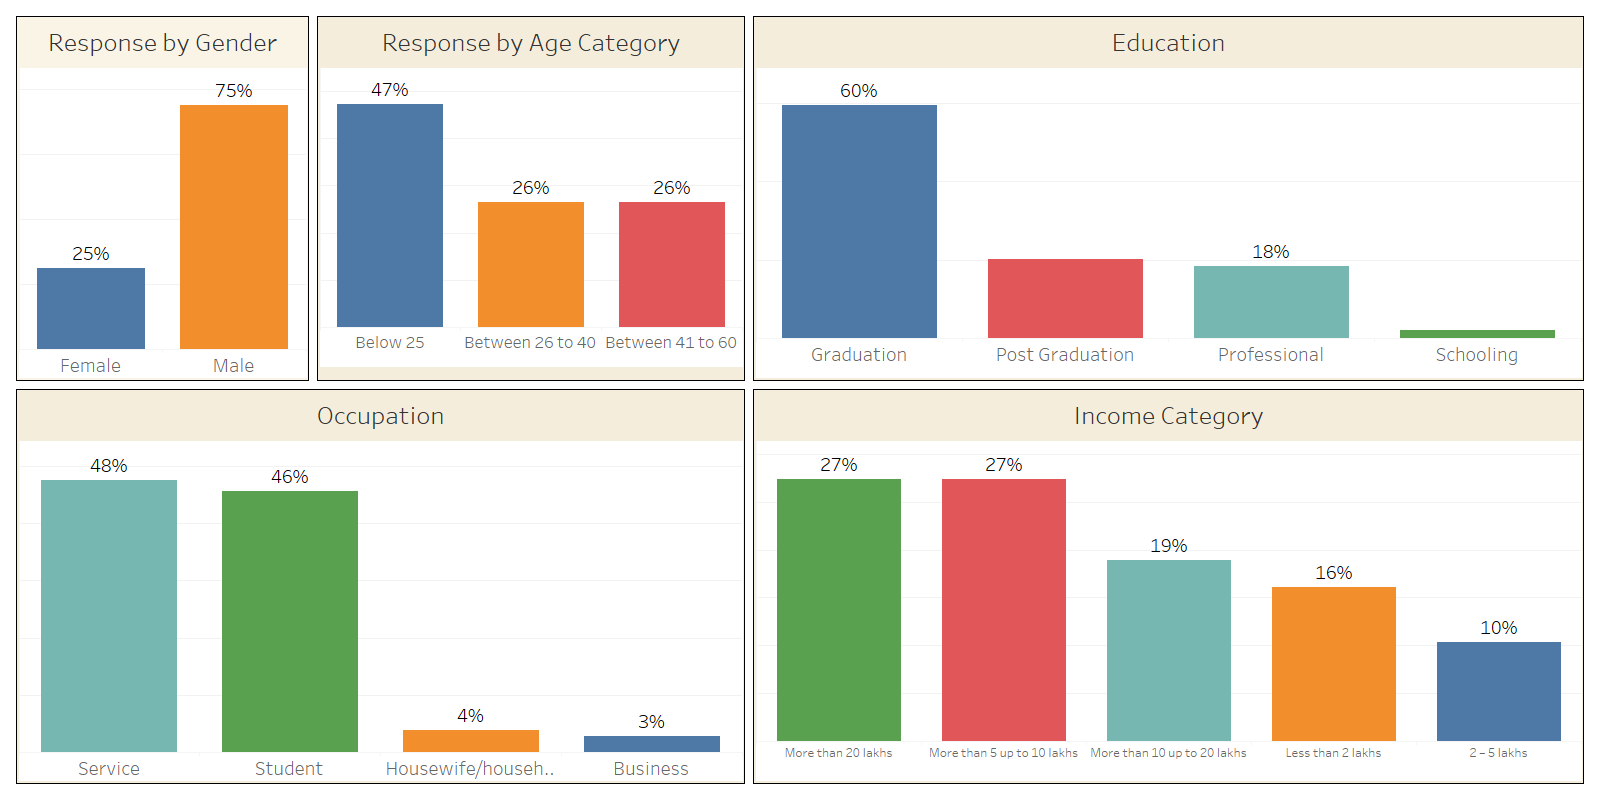 Response by Gender
75%
25%
Female
Male
Response by Age Category
47%
26%
26%
Below 25
Between 26 to 40
Between 41 to 60
Education
60%
18%
Graduation
Post Graduation
Professional
Schooling
Occupation
48%
46%
4%
3%
Service
Student
Housewife/househ..
Business
Income Category
27%
27%
19%
16%
10%
More than 20 lakhs
More than 5 up to 10 lakhs
More than 10 up to 20 lakhs
Less than 2 lakhs
2 – 5 lakhs